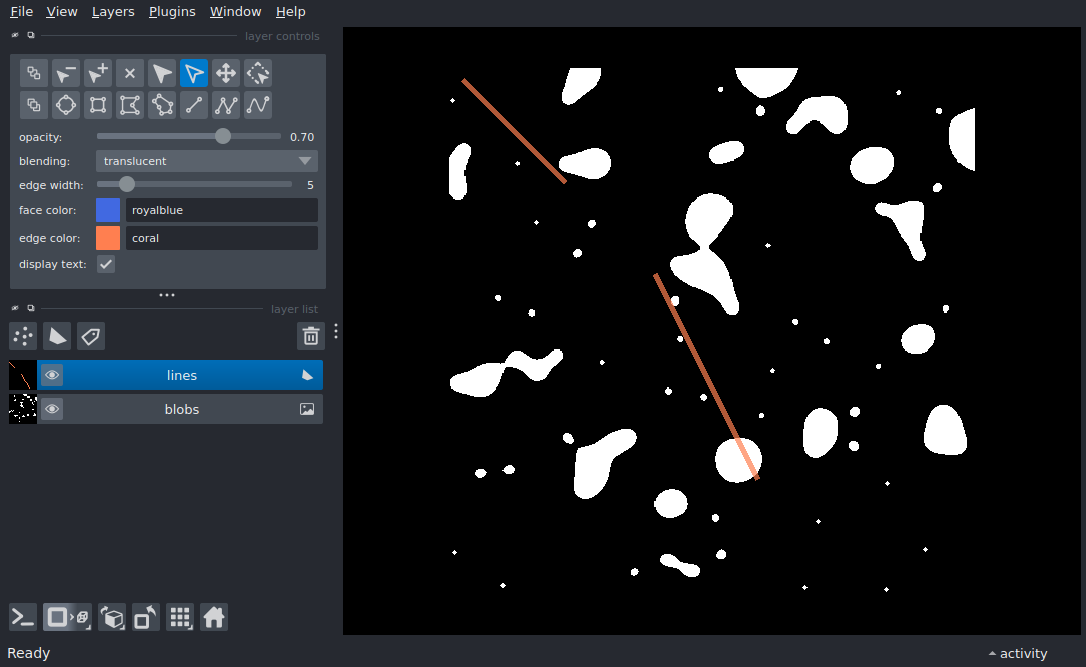 File View Layers Plugins Window Help
layer controls
opacity: 0.70
blending: translucent
edge width: 5
face color: royalblue
edge color: coral
display text:
layer list
lines
blobs
Ready
activity